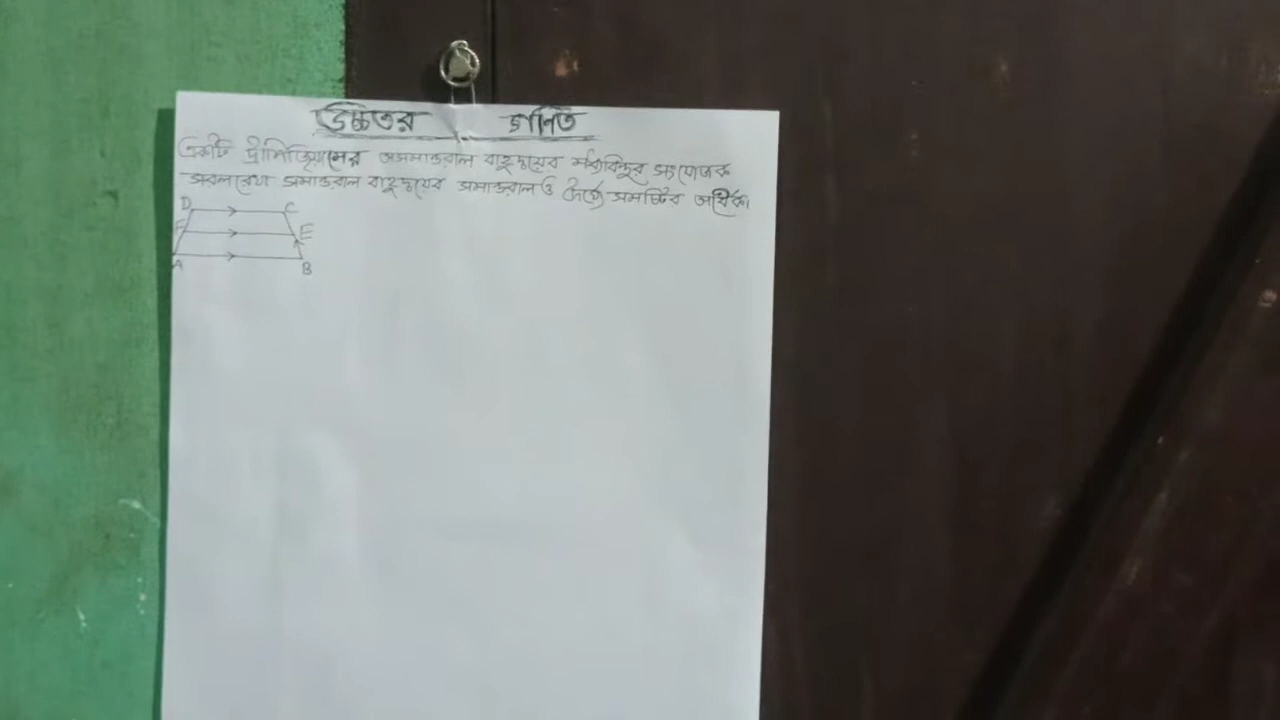 উচ্চতর গণিত
একটি ট্রাপিজিয়ামের অসমান্তরাল বাহুদ্বয়ের মধ্যবিন্দুর সংযোজক
সরলরেখা সমান্তরাল বাহুদ্বয়ের সমান্তরাল ও দৈর্ঘ্যে সমষ্টির অর্ধেক।
D C
F E
A B